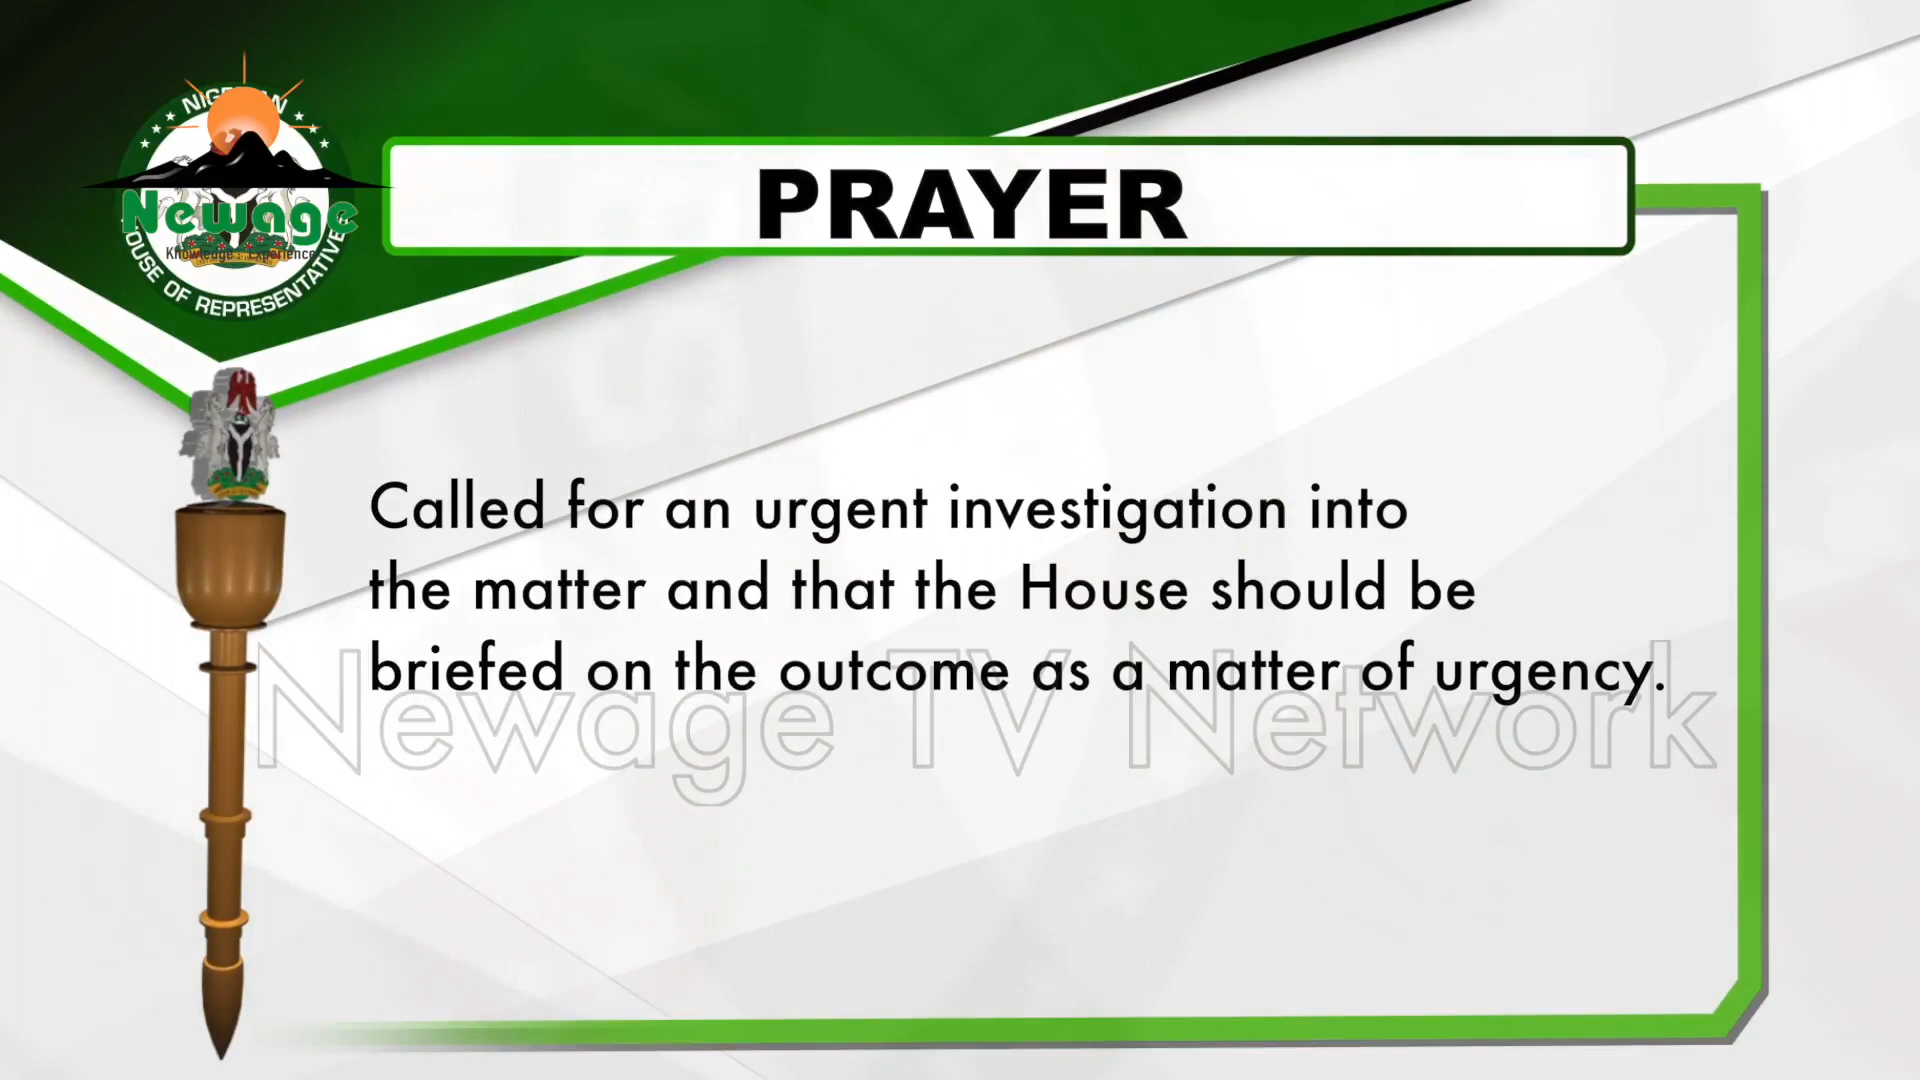 NIGERIAN
Newage
Knowledge : Experience
HOUSE OF REPRESENTATIVES
PRAYER
Called for an urgent investigation into
the matter and that the House should be
briefed on the outcome as a matter of urgency.
Newage TV Network